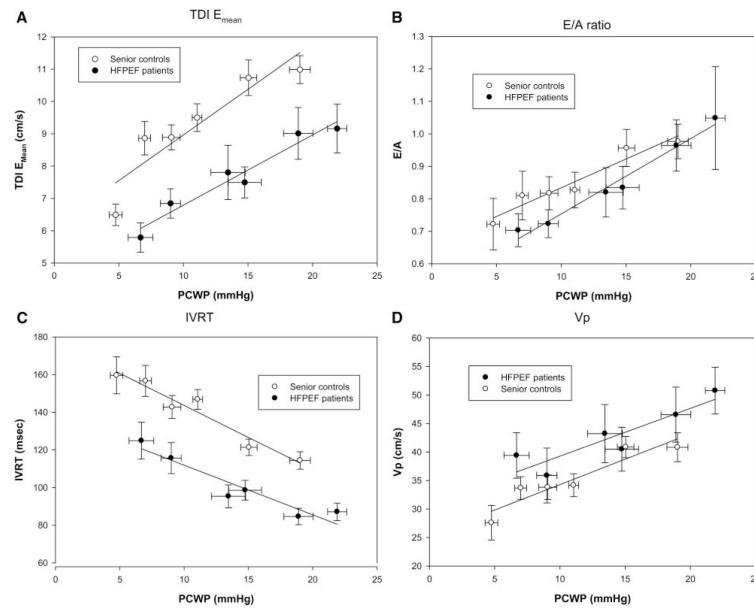 A
TDI Emean
Senior controls
HFPEF patients
TDI EMean (cm/s)
12
11
10
9
8
7
6
5
0
5
10
15
20
25
PCWP (mmHg)
B
E/A ratio
Senior controls
HFPEF patients
E/A
1.3
1.2
1.1
1.0
0.9
0.8
0.7
0.6
0
5
10
15
20
25
PCWP (mmHg)
C
IVRT
Senior controls
HFPEF patients
IVRT (msec)
180
160
140
120
100
80
60
0
5
10
15
20
25
PCWP (mmHg)
D
Vp
HFPEF patients
Senior controls
Vp (cm/s)
60
55
50
45
40
35
30
25
20
0
5
10
15
20
25
PCWP (mmHg)